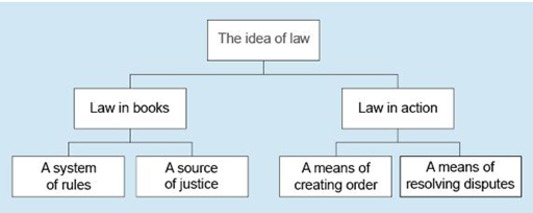 The idea of law
Law in books
Law in action
A system
of rules
A source
of justice
A means of
creating order
A means of
resolving disputes